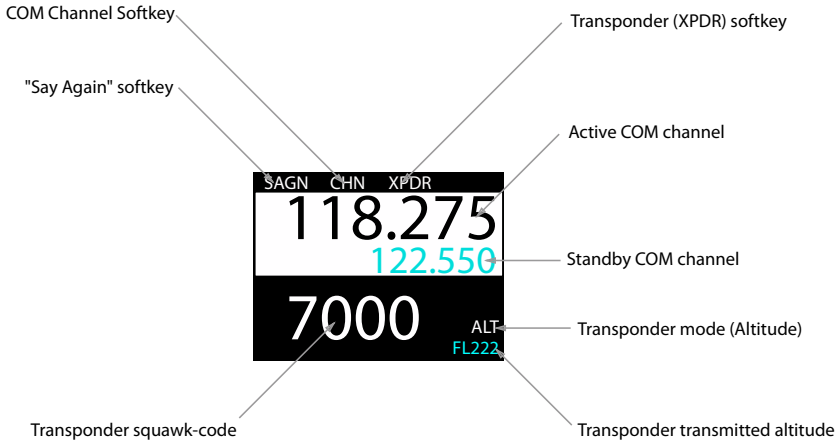 COM Channel Softkey
Transponder (XPDR) softkey
"Say Again" softkey
Active COM channel
SAGN CHN XPDR
118.275
122.550
Standby COM channel
7000
ALT
Transponder mode (Altitude)
FL222
Transponder squawk-code
Transponder transmitted altitude